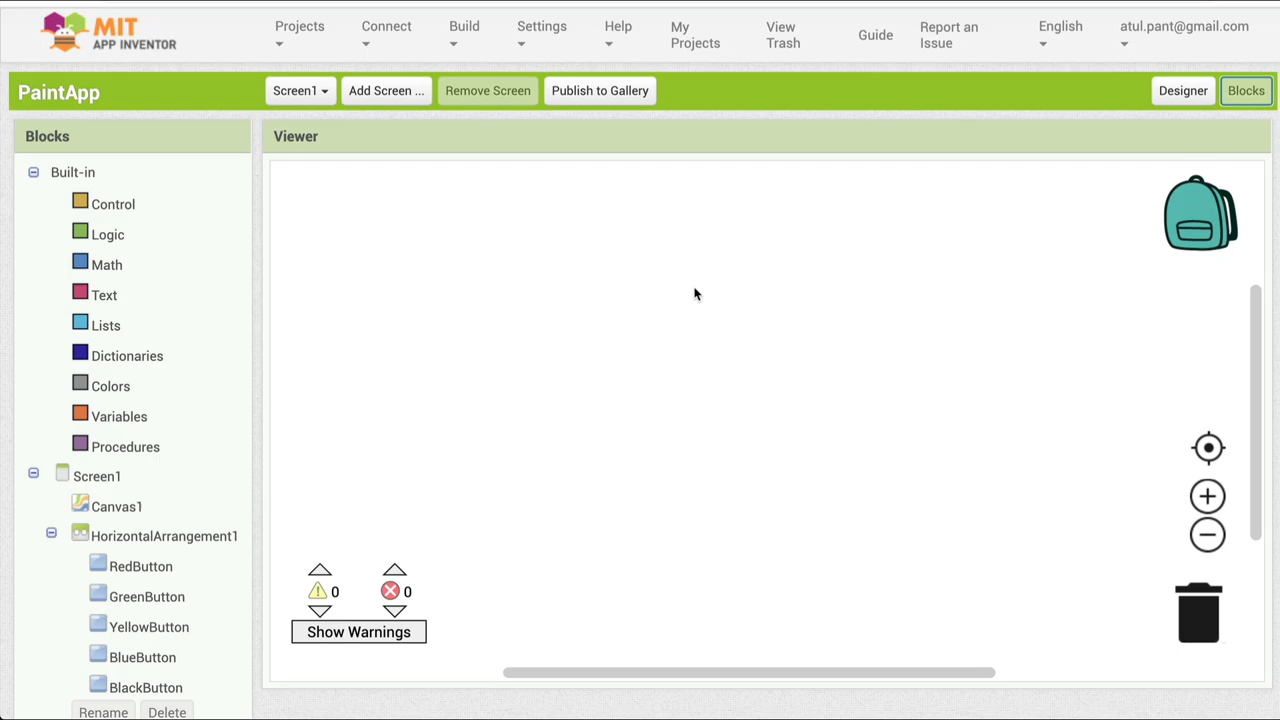 MIT
APP INVENTOR
Projects
Connect
Build
Settings
Help
My
Projects
View
Trash
Guide
Report an
Issue
English
atul.pant@gmail.com
PaintApp
Screen1
Add Screen ...
Remove Screen
Publish to Gallery
Designer
Blocks
Blocks
Viewer
Built-in
Control
Logic
Math
Text
Lists
Dictionaries
Colors
Variables
Procedures
Screen1
Canvas1
HorizontalArrangement1
RedButton
GreenButton
YellowButton
BlueButton
BlackButton
Rename
Delete
0
0
Show Warnings